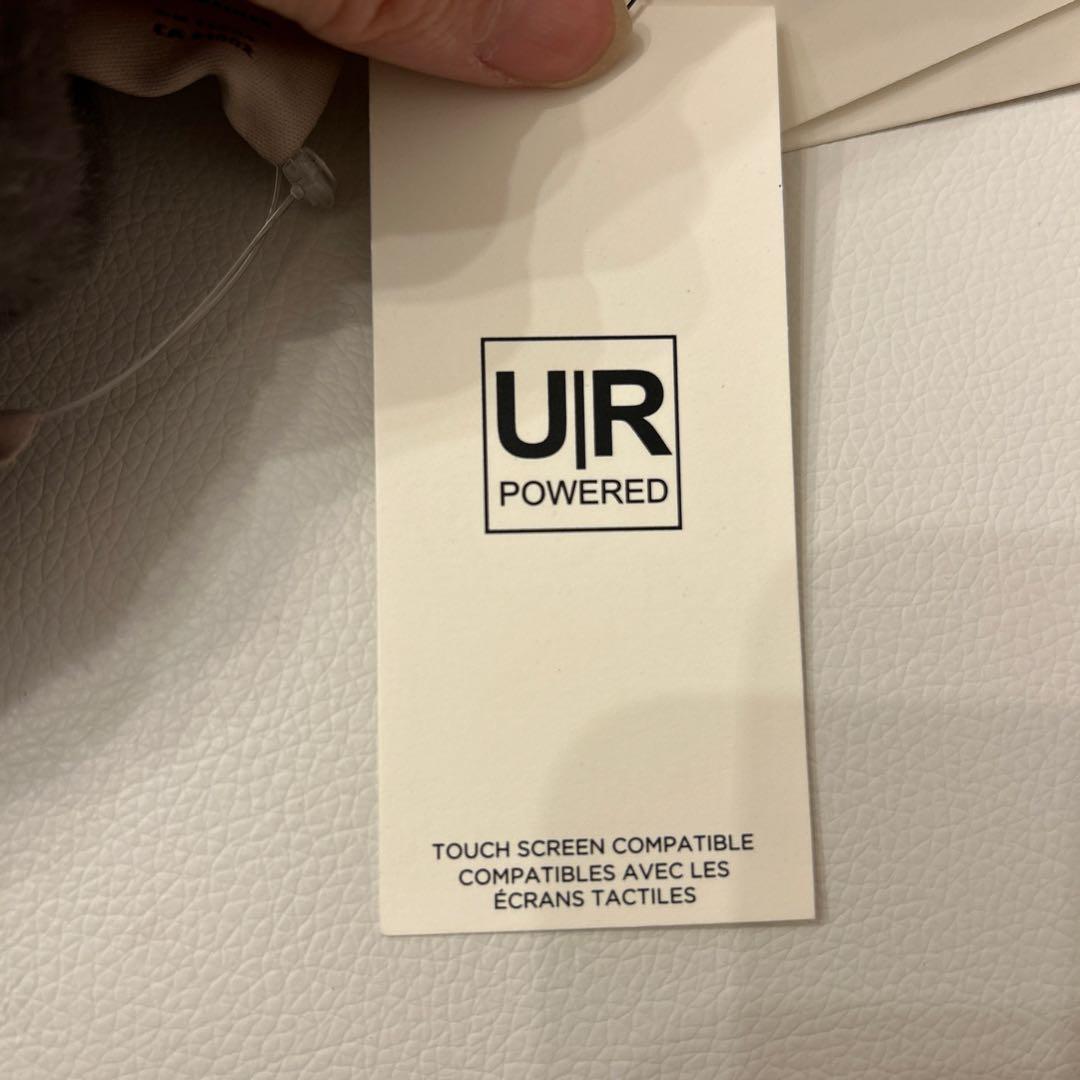 U|R
POWERED
TOUCH SCREEN COMPATIBLE
COMPATIBLES AVEC LES
ÉCRANS TACTILES